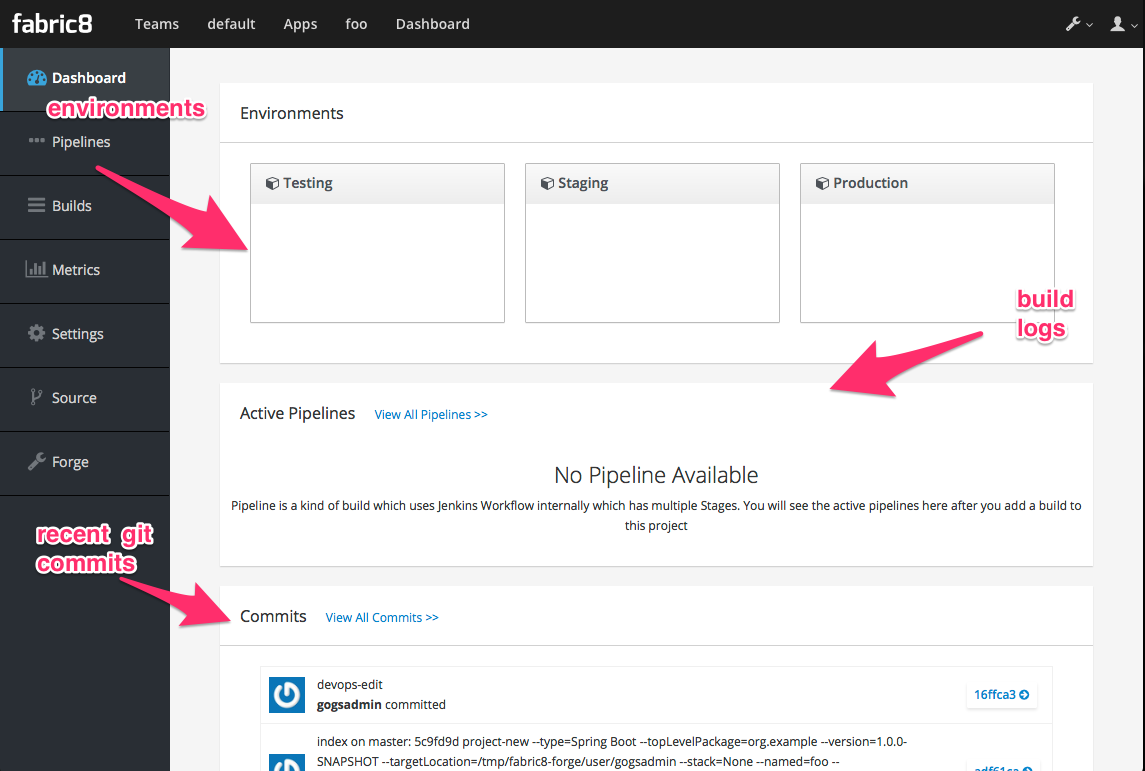 fabric8 Teams default Apps foo Dashboard
Dashboard
environments
Pipelines
Builds
Metrics
Settings
Source
Forge
recent git
commits
Environments
Testing Staging Production
build
logs
Active Pipelines View All Pipelines >>
No Pipeline Available
Pipeline is a kind of build which uses Jenkins Workflow internally which has multiple Stages. You will see the active pipelines here after you add a build to
this project
Commits View All Commits >>
devops-edit
gogsadmin committed
16ffca3
index on master: 5c9fd9d project-new --type=Spring Boot --topLevelPackage=org.example --version=1.0.0-
SNAPSHOT --targetLocation=/tmp/fabric8-forge/user/gogsadmin --stack=None --named=foo --